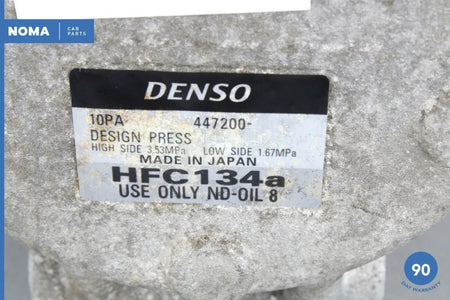 NOMA CAR PARTS
DENSO
10PA 447200-
DESIGN PRESS
HIGH SIDE 3.53MPa LOW SIDE 1.67MPa
MADE IN JAPAN
HFC134a
USE ONLY ND-OIL 8
90
DAY WARRANTY